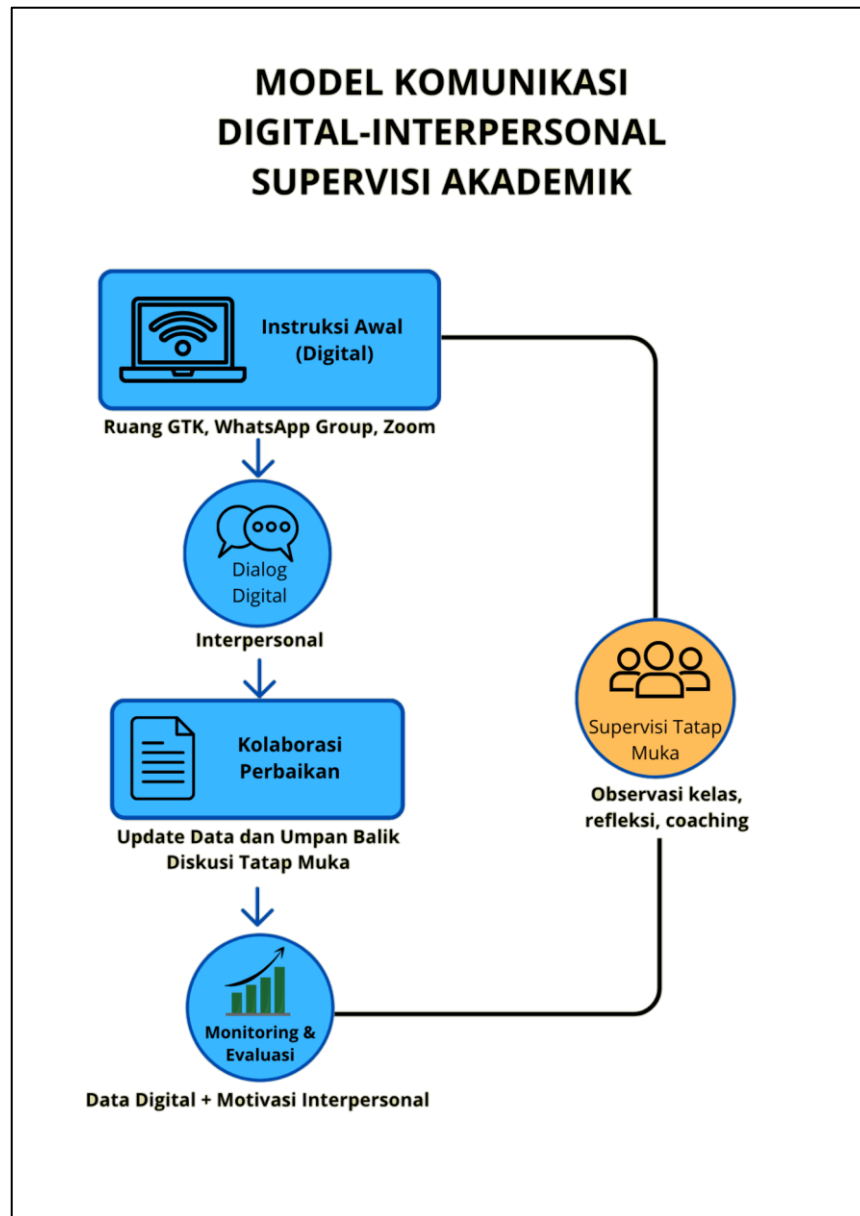 MODEL KOMUNIKASI
DIGITAL-INTERPERSONAL
SUPERVISI AKADEMIK
Instruksi Awal
(Digital)
Ruang GTK, WhatsApp Group, Zoom
Dialog
Digital
Interpersonal
Kolaborasi
Perbaikan
Update Data dan Umpan Balik
Diskusi Tatap Muka
Monitoring &
Evaluasi
Data Digital + Motivasi Interpersonal
Supervisi Tatap
Muka
Observasi kelas,
refleksi, coaching